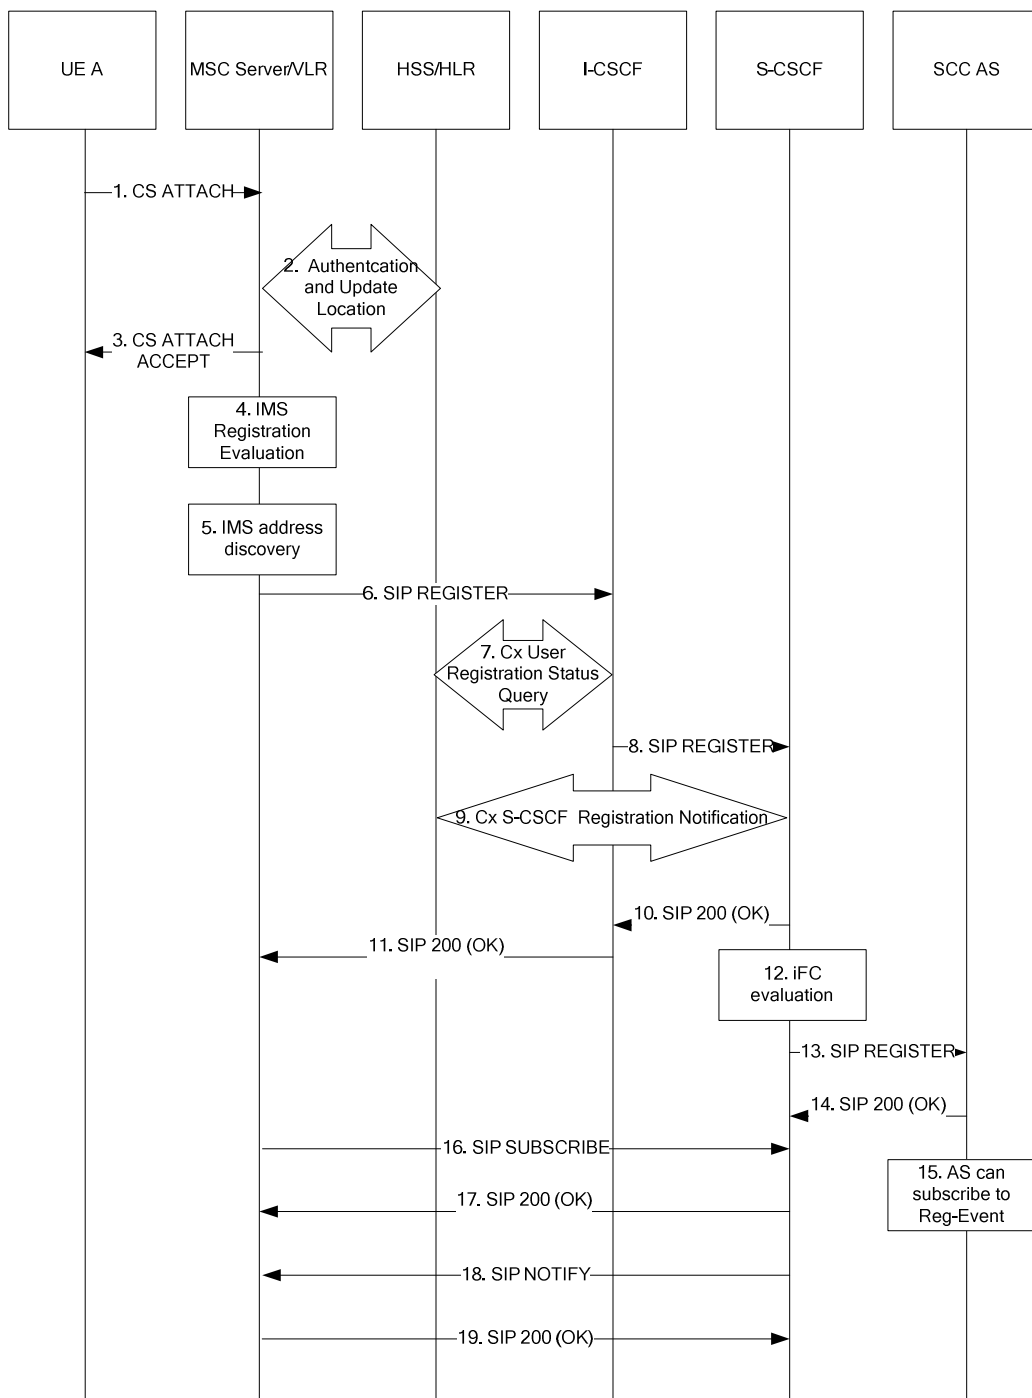 UE A
MSC Server/VLR
HSS/HLR
I-CSCF
S-CSCF
SCC AS
1. CS ATTACH
2. Authentcation
and Update
Location
3. CS ATTACH
ACCEPT
4. IMS
Registration
Evaluation
5. IMS address
discovery
6. SIP REGISTER
7. Cx User
Registration Status
Query
8. SIP REGISTER
9. Cx S-CSCF Registration Notification
10. SIP 200 (OK)
11. SIP 200 (OK)
12. iFC
evaluation
13. SIP REGISTER
14. SIP 200 (OK)
16. SIP SUBSCRIBE
15. AS can
subscribe to
Reg-Event
17. SIP 200 (OK)
18. SIP NOTIFY
19. SIP 200 (OK)